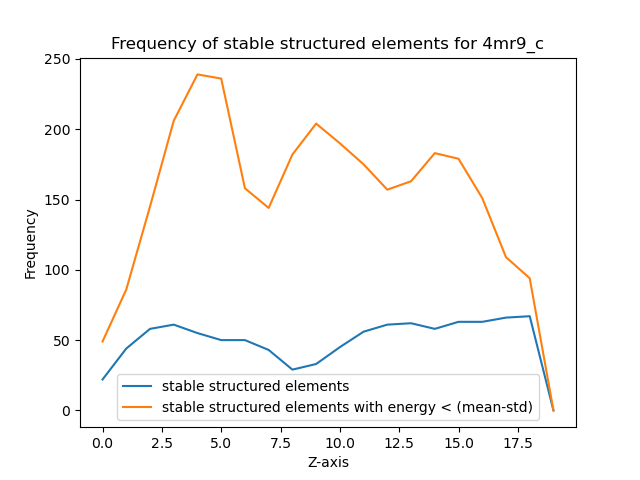 Frequency of stable structured elements for 4mr9_c
250
200
150
100
50
0
Frequency
stable structured elements
stable structured elements with energy < (mean-std)
0.0 2.5 5.0 7.5 10.0 12.5 15.0 17.5
Z-axis